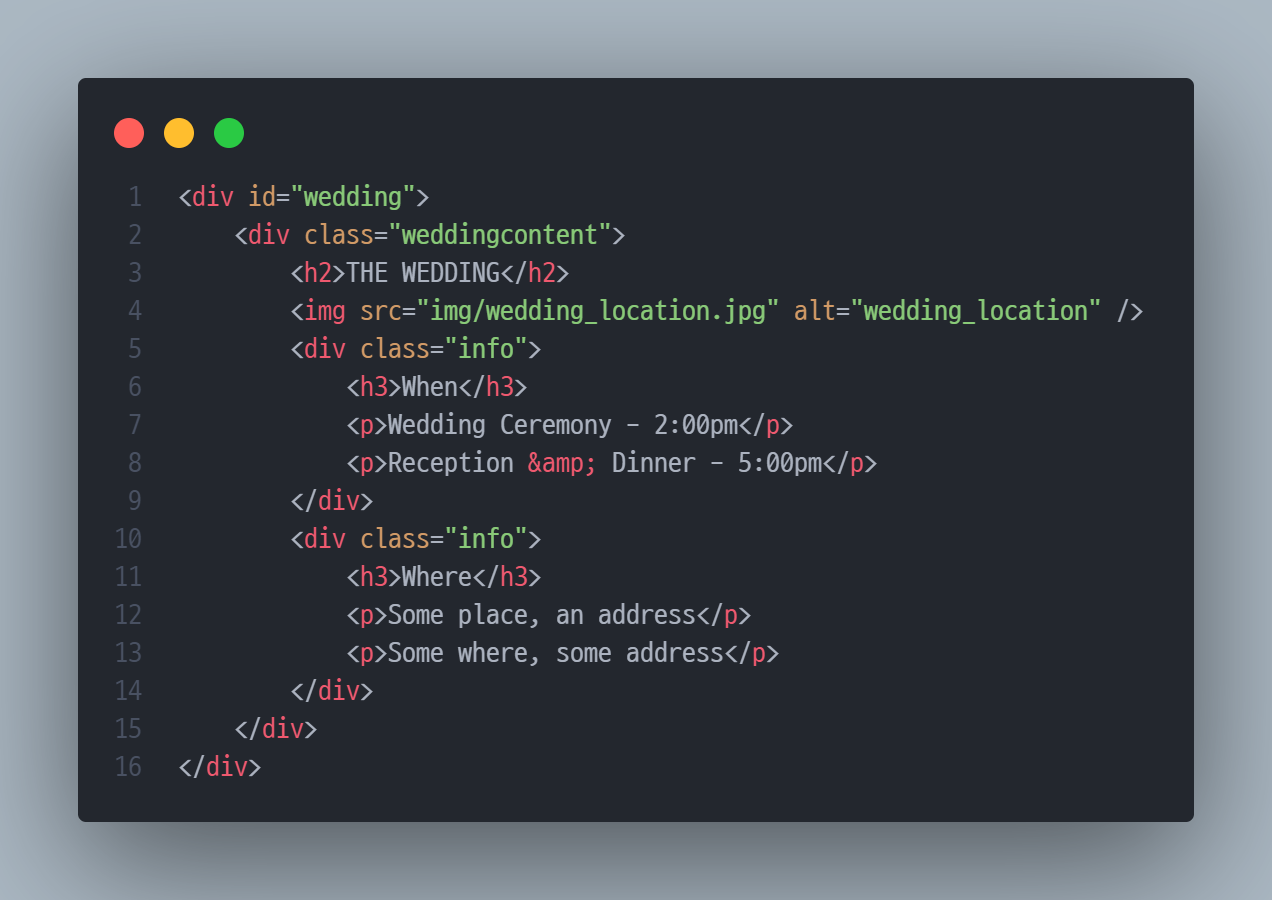 1 <div id="wedding">
2     <div class="weddingcontent">
3         <h2>THE WEDDING</h2>
4         <img src="img/wedding_location.jpg" alt="wedding_location" />
5         <div class="info">
6             <h3>When</h3>
7             <p>Wedding Ceremony - 2:00pm</p>
8             <p>Reception &amp; Dinner - 5:00pm</p>
9         </div>
10         <div class="info">
11             <h3>Where</h3>
12             <p>Some place, an address</p>
13             <p>Some where, some address</p>
14         </div>
15     </div>
16 </div>